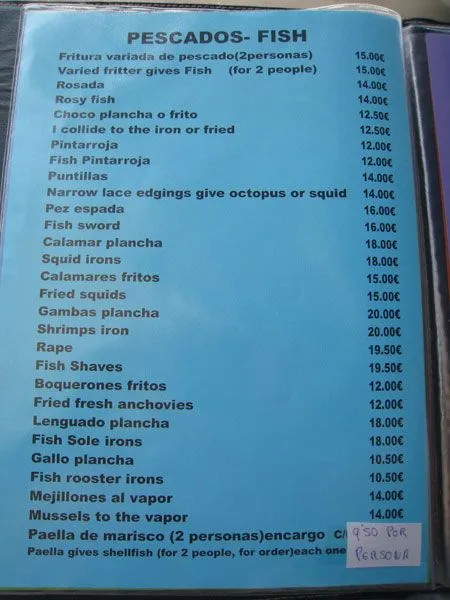 PESCADOS- FISH
Fritura variada de pescado(2personas) 15.00€
Varied fritter gives Fish (for 2 people) 15.00€
Rosada 14.00€
Rosy fish 14.00€
Choco plancha o frito 12.50€
I collide to the iron or fried 12.50€
Pintarroja 12.00€
Fish Pintarroja 12.00€
Puntillas 14.00€
Narrow lace edgings give octopus or squid 14.00€
Pez espada 16.00€
Fish sword 16.00€
Calamar plancha 18.00€
Squid irons 18.00€
Calamares fritos 15.00€
Fried squids 15.00€
Gambas plancha 20.00€
Shrimps iron 20.00€
Rape 19.50€
Fish Shaves 19.50€
Boquerones fritos 12.00€
Fried fresh anchovies 12.00€
Lenguado plancha 18.00€
Fish Sole irons 18.00€
Gallo plancha 10.50€
Fish rooster irons 10.50€
Mejillones al vapor 14.00€
Mussels to the vapor 14.00€
Paella de marisco (2 personas)encargo C/ 9'50 POR
Paella gives shellfish (for 2 people, for order)each one PERSONA